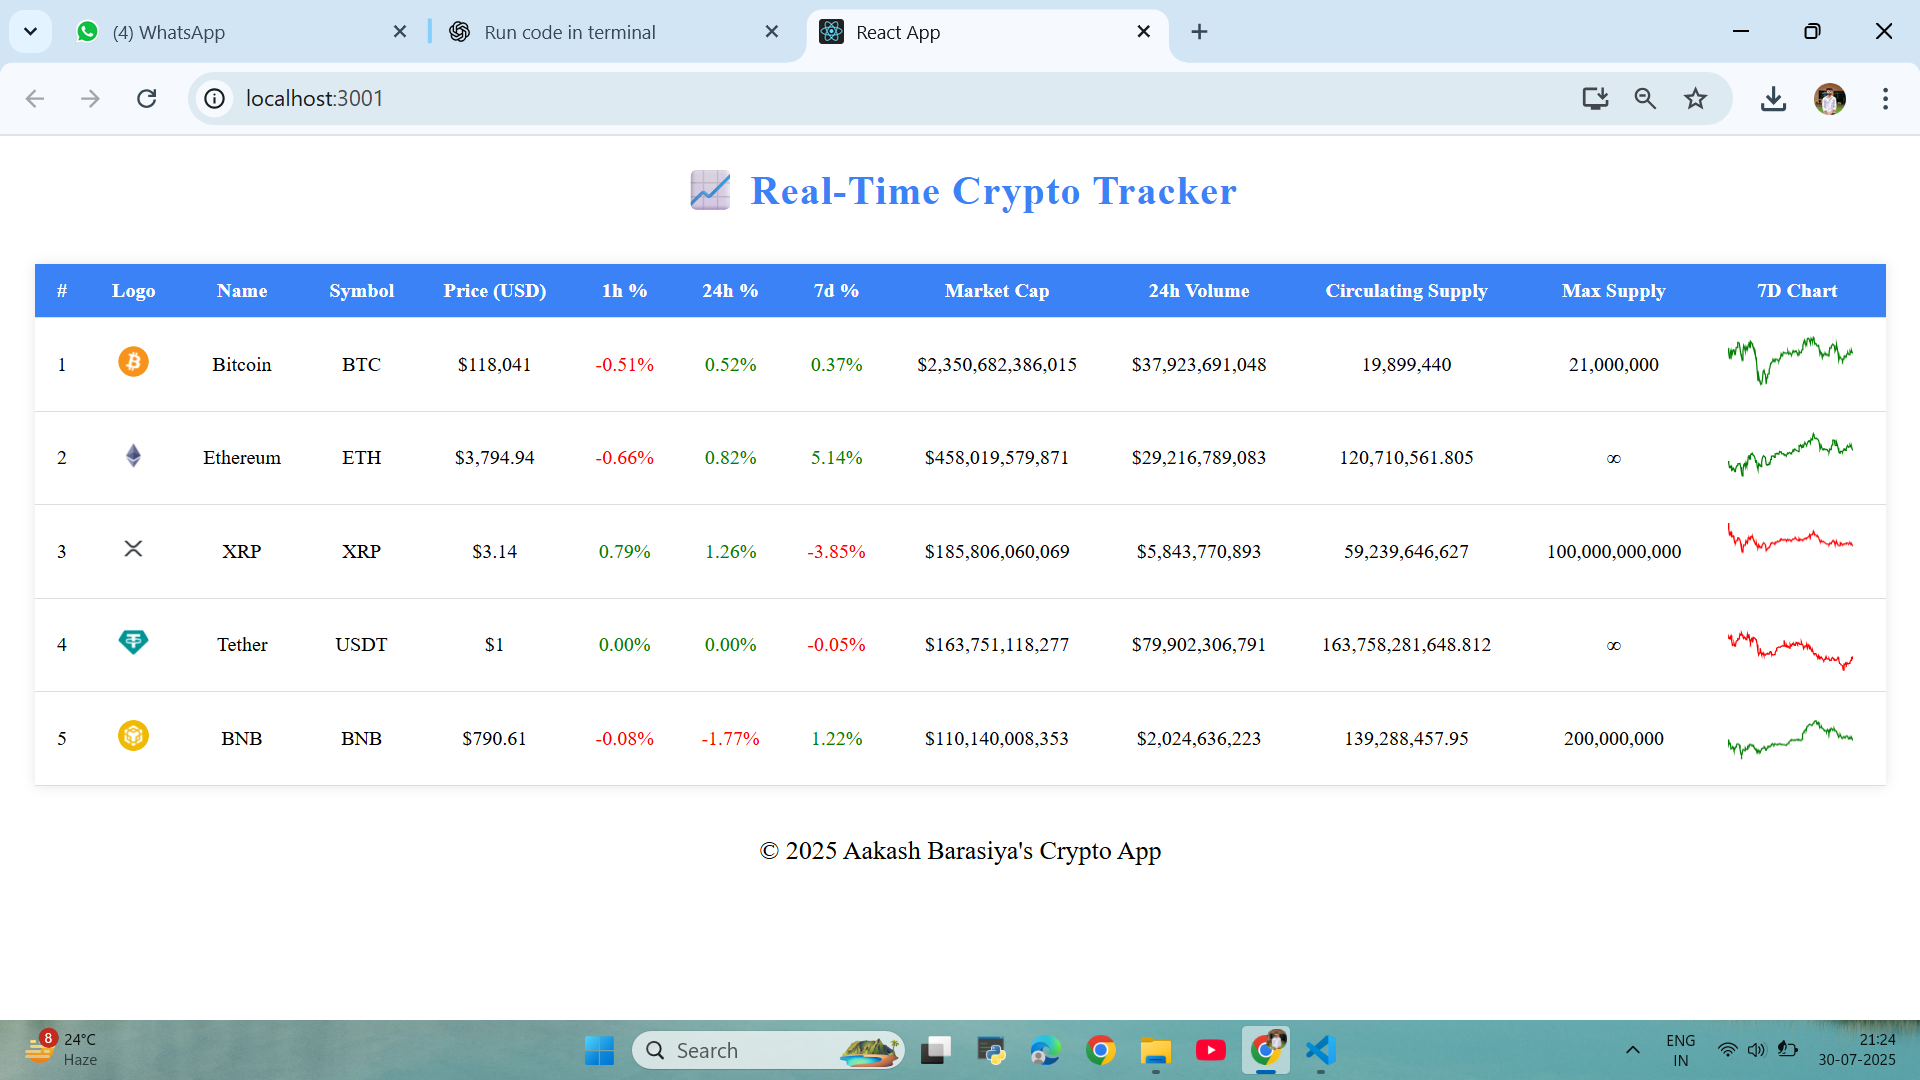 (4) WhatsApp
Run code in terminal
React App
localhost:3001
Real-Time Crypto Tracker
# Logo Name Symbol Price (USD) 1h % 24h % 7d % Market Cap 24h Volume Circulating Supply Max Supply 7D Chart
1 Bitcoin BTC $118,041 -0.51% 0.52% 0.37% $2,350,682,386,015 $37,923,691,048 19,899,440 21,000,000
2 Ethereum ETH $3,794.94 -0.66% 0.82% 5.14% $458,019,579,871 $29,216,789,083 120,710,561.805 ∞
3 XRP XRP $3.14 0.79% 1.26% -3.85% $185,806,060,069 $5,843,770,893 59,239,646,627 100,000,000,000
4 Tether USDT $1 0.00% 0.00% -0.05% $163,751,118,277 $79,902,306,791 163,758,281,648.812 ∞
5 BNB BNB $790.61 -0.08% -1.77% 1.22% $110,140,008,353 $2,024,636,223 139,288,457.95 200,000,000
© 2025 Aakash Barasiya's Crypto App
8
24°C
Haze
Search
ENG
IN
21:24
30-07-2025